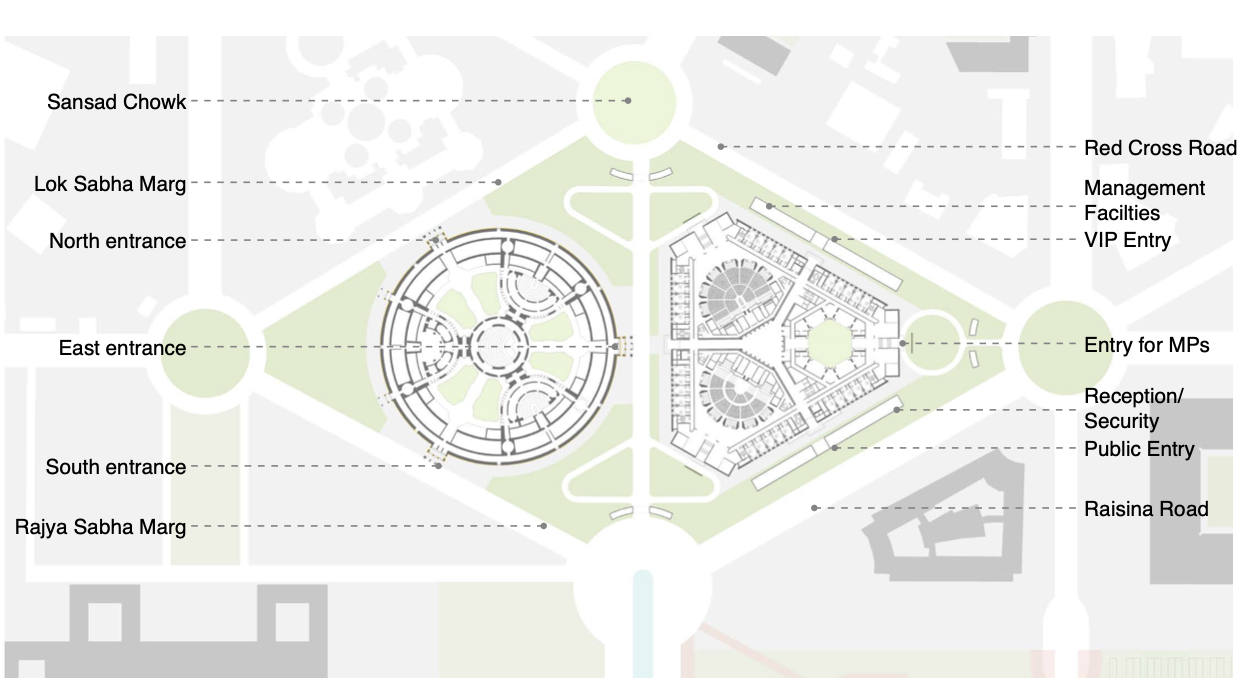 Sansad Chowk
Lok Sabha Marg
North entrance
East entrance
South entrance
Rajya Sabha Marg
Red Cross Road
Management
Facilties
VIP Entry
Entry for MPs
Reception/
Security
Public Entry
Raisina Road